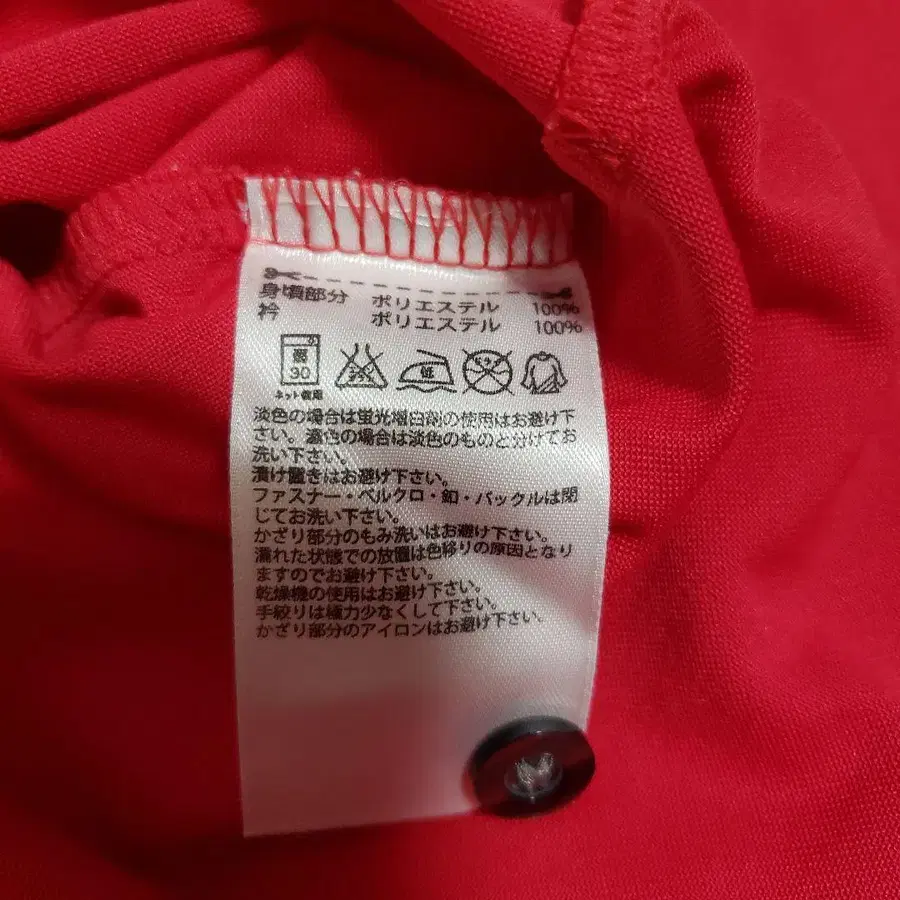 身頃部分 ポリエステル 100%
衿 ポリエステル 100%
弱 30 エンソ 低 ドライ
ネット使用
淡色の場合は蛍光増白剤の使用はお避け下
さい。濃色の場合は淡色のものと分けてお
洗い下さい。
漬け置きはお避け下さい。
ファスナー・ベルクロ・釦・バックルは閉
じてお洗い下さい。
かざり部分のもみ洗いはお避け下さい。
濡れた状態での放置は色移りの原因となり
ますのでお避け下さい。
乾燥機の使用はお避け下さい。
手絞りは極力少なくして下さい。
かざり部分のアイロンはお避け下さい。